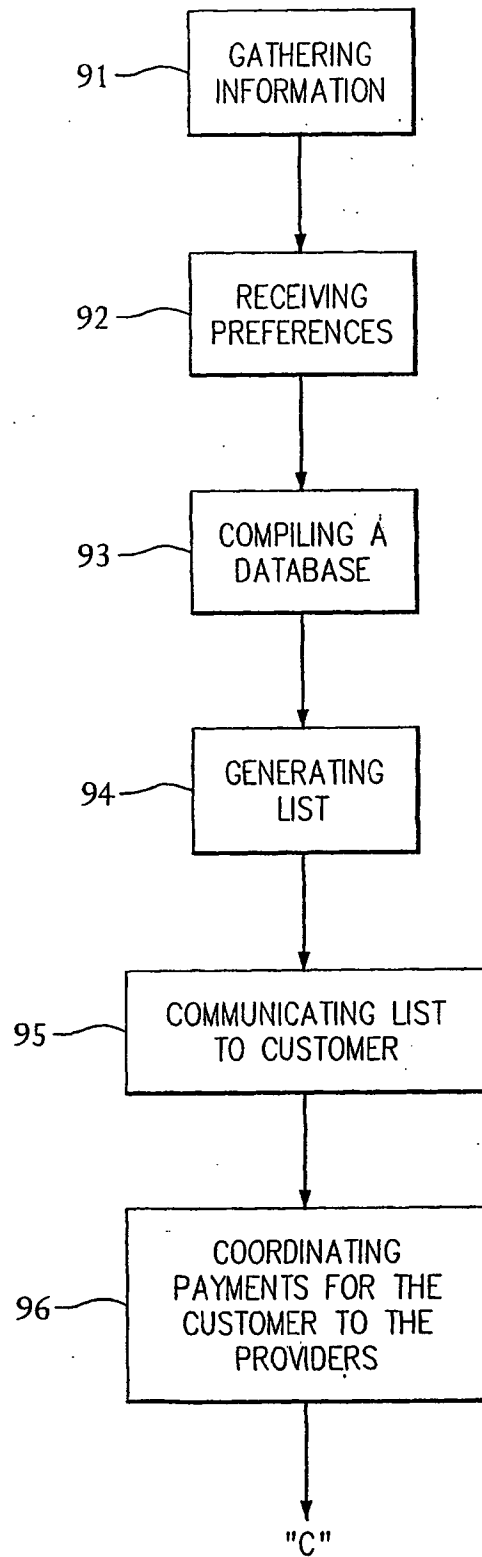 91
GATHERING
INFORMATION
92
RECEIVING
PREFERENCES
93
COMPILING A
DATABASE
94
GENERATING
LIST
95
COMMUNICATING LIST
TO CUSTOMER
96
COORDINATING
PAYMENTS FOR THE
CUSTOMER TO THE
PROVIDERS
"C"